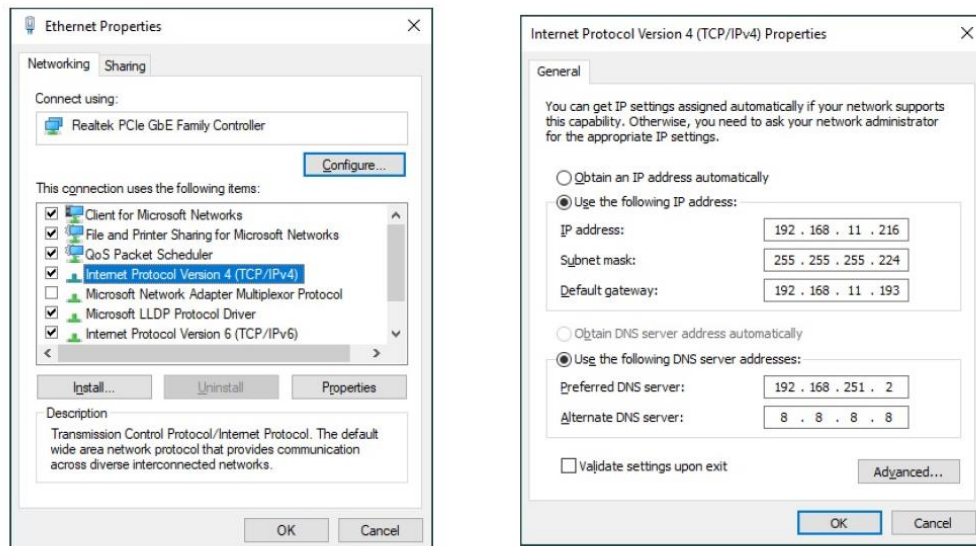 Ethernet Properties
Networking
Sharing
Connect using:
Realtek PCIe GbE Family Controller
Configure...
This connection uses the following items:
Client for Microsoft Networks
File and Printer Sharing for Microsoft Networks
QoS Packet Scheduler
Internet Protocol Version 4 (TCP/IPv4)
Microsoft Network Adapter Multiplexor Protocol
Microsoft LLDP Protocol Driver
Internet Protocol Version 6 (TCP/IPv6)
Install...
Uninstall
Properties
Description
Transmission Control Protocol/Internet Protocol. The default
wide area network protocol that provides communication
across diverse interconnected networks.
OK
Cancel
Internet Protocol Version 4 (TCP/IPv4) Properties
General
You can get IP settings assigned automatically if your network supports
this capability. Otherwise, you need to ask your network administrator
for the appropriate IP settings.
Obtain an IP address automatically
Use the following IP address:
IP address: 192 . 168 . 11 . 216
Subnet mask: 255 . 255 . 255 . 224
Default gateway: 192 . 168 . 11 . 193
Obtain DNS server address automatically
Use the following DNS server addresses:
Preferred DNS server: 192 . 168 . 251 . 2
Alternate DNS server: 8 . 8 . 8 . 8
Validate settings upon exit
Advanced...
OK
Cancel